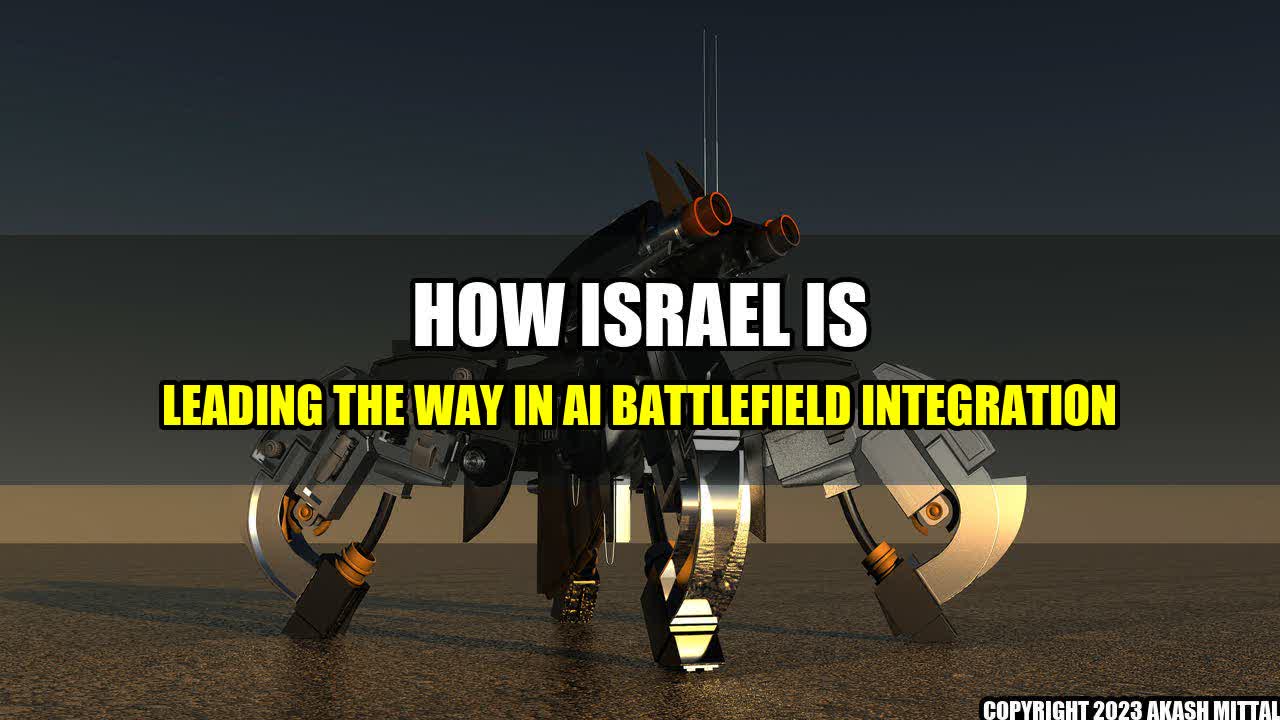 HOW ISRAEL IS
LEADING THE WAY IN AI BATTLEFIELD INTEGRATION
COPYRIGHT 2023 AKASH MITTAL